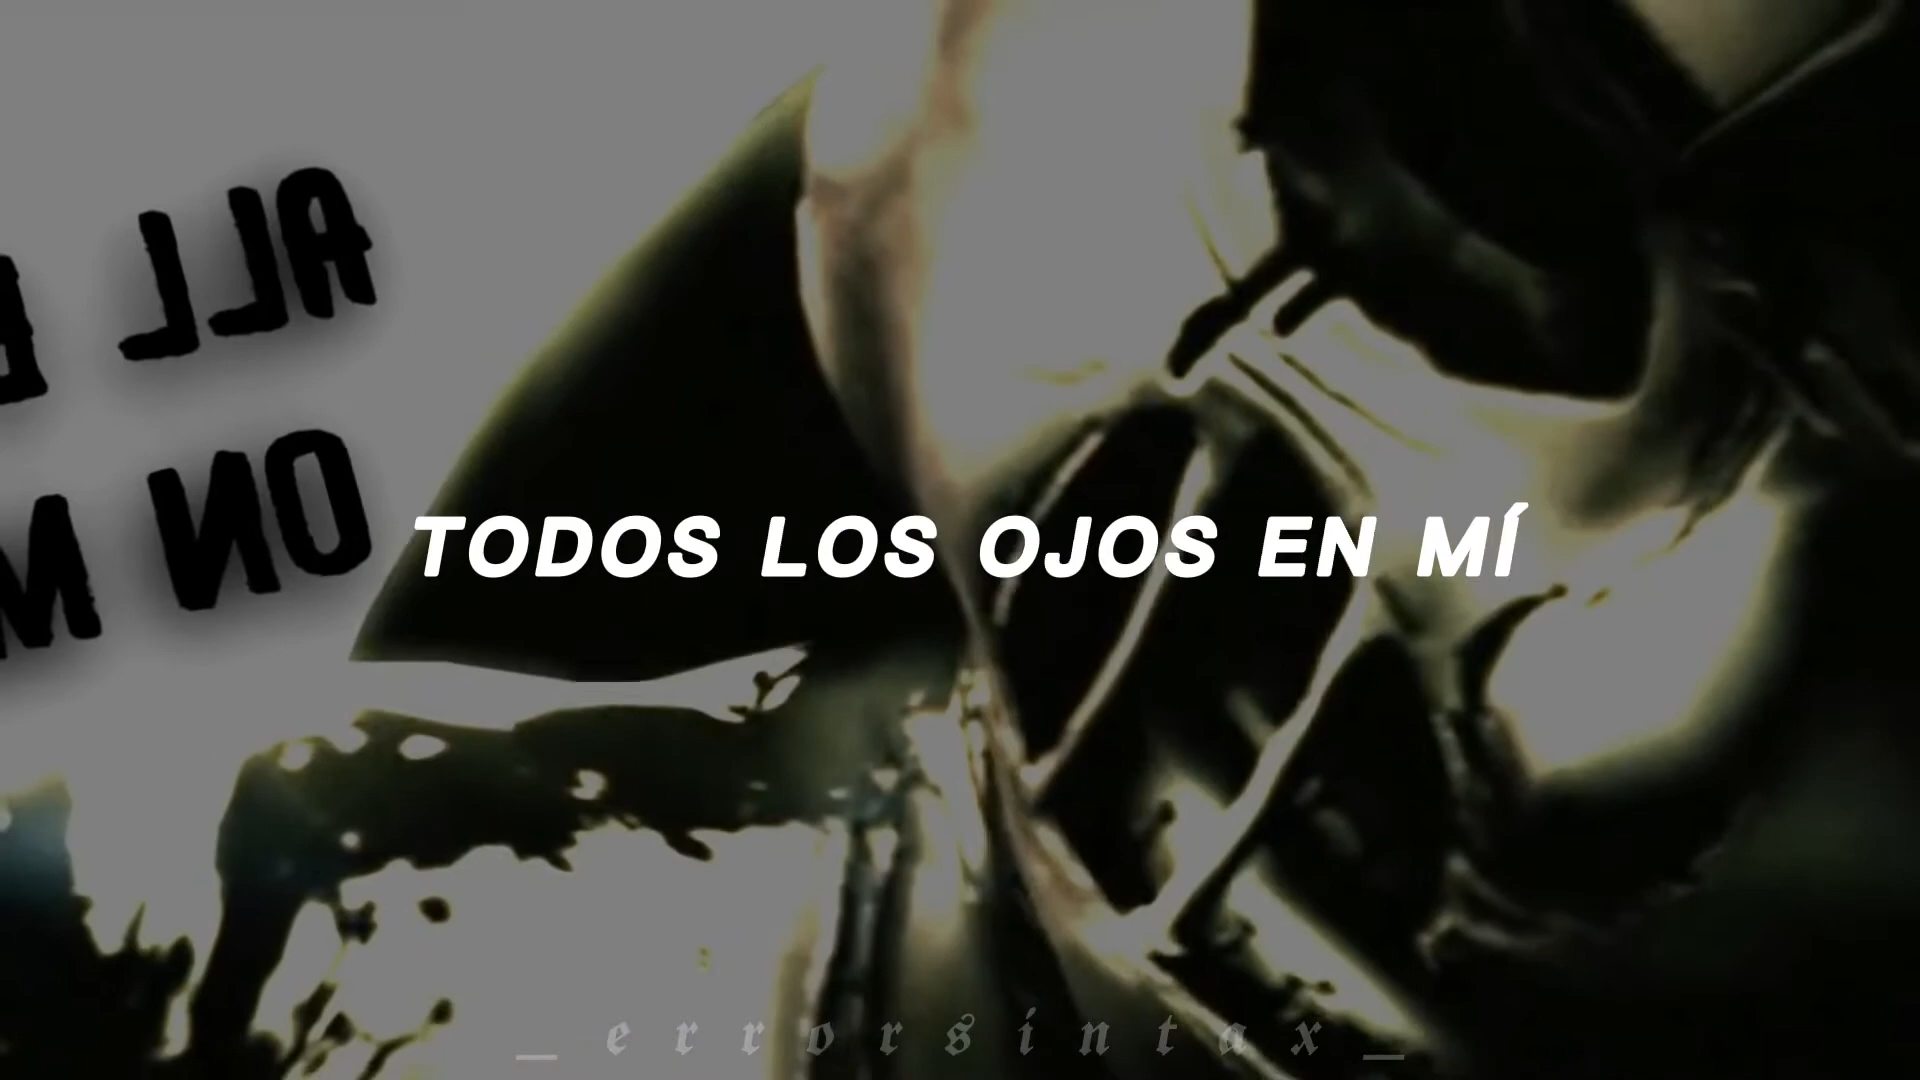 ALL
ON M
TODOS LOS OJOS EN MÍ
_errorsintax_